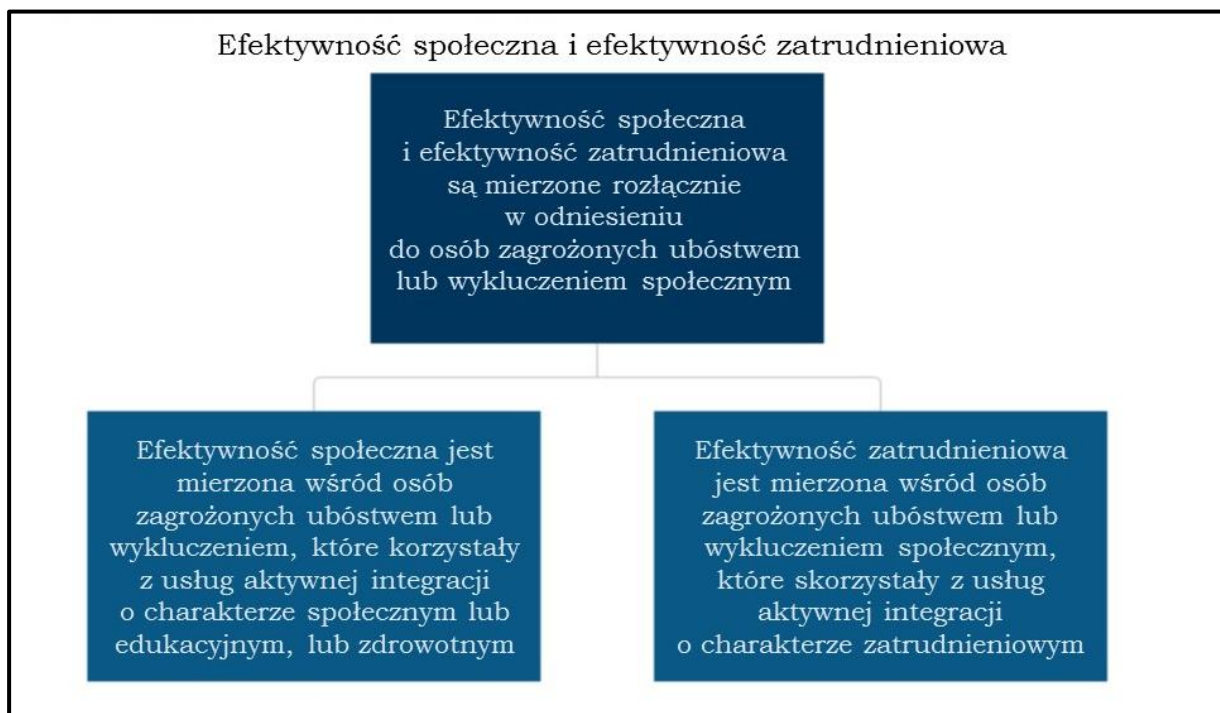 Efektywność społeczna i efektywność zatrudnieniowa
Efektywność społeczna
i efektywność zatrudnieniowa
są mierzone rozłącznie
w odniesieniu
do osób zagrożonych ubóstwem
lub wykluczeniem społecznym
Efektywność społeczna jest
mierzona wśród osób
zagrożonych ubóstwem lub
wykluczeniem, które korzystały
z usług aktywnej integracji
o charakterze społecznym lub
edukacyjnym, lub zdrowotnym
Efektywność zatrudnieniowa
jest mierzona wśród osób
zagrożonych ubóstwem lub
wykluczeniem społecznym,
które skorzystały z usług
aktywnej integracji
o charakterze zatrudnieniowym